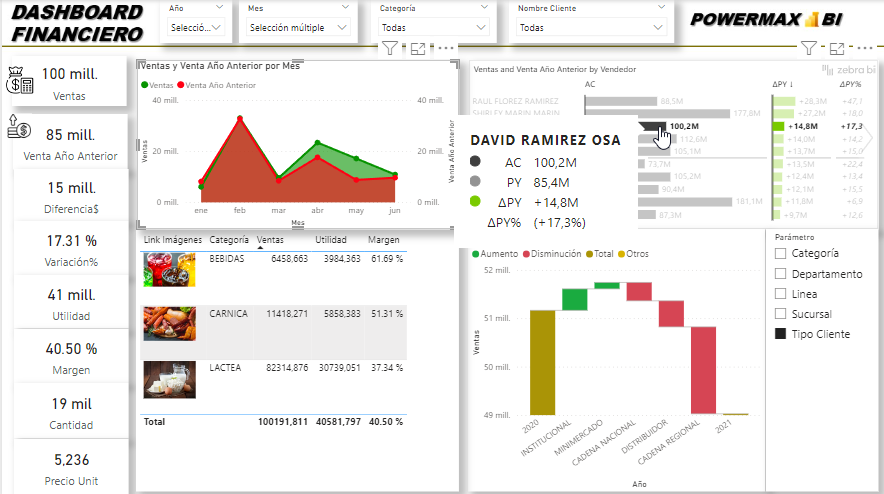 DASHBOARD
FINANCIERO
Año
Selecció...
Mes
Selección múltiple
Categoría
Todas
Nombre Cliente
Todas
POWERMAX BI
100 mill.
Ventas
85 mill.
Venta Año Anterior
15 mill.
Diferencia$
17.31 %
Variación%
41 mill.
Utilidad
40.50 %
Margen
19 mil
Cantidad
5,236
Precio Unit
Ventas y Venta Año Anterior por Mes
Ventas Venta Año Anterior
40 mill. 40 mill.
20 mill. 20 mill.
0 mill. 0 mill.
Ventas
Venta Año Anterior
ene feb mar abr may jun
Mes
Ventas and Venta Año Anterior by Vendedor
zebra bi
AC ΔPY ↓ ΔPY%
RAUL FLOREZ RAMIREZ 88,5M +28,3M +47,1
SHIRLEY MARIN MARIN 177,8M +27,2M +18,0
100,2M +14,8M +17,3
112,6M +14,0M +14,2
105,1M +14,0M
73,7M +13,5M +22,4
105,2M +13,4M
90,4M +12,1M +15,5
181,1M +11,8M +6,9
87,3M +9,7M +12,6
DAVID RAMIREZ OSA
AC 100,2M
PY 85,4M
ΔPY +14,8M
ΔPY% (+17,3%)
Link Imágenes Categoría Ventas Utilidad Margen
BEBIDAS 6458,663 3984,363 61.69 %
CARNICA 11418,271 5858,383 51.31 %
LACTEA 82314,876 30739,051 37.34 %
Total 100191,811 40581,797 40.50 %
Aumento Disminución Total Otros
52 mill.
51 mill.
50 mill.
49 mill.
Ventas
2020 INSTITUCIONAL MINIMERCADO CADENA NACIONAL DISTRIBUIDOR CADENA REGIONAL 2021
Año
Parámetro
Categoría
Departamento
Linea
Sucursal
Tipo Cliente